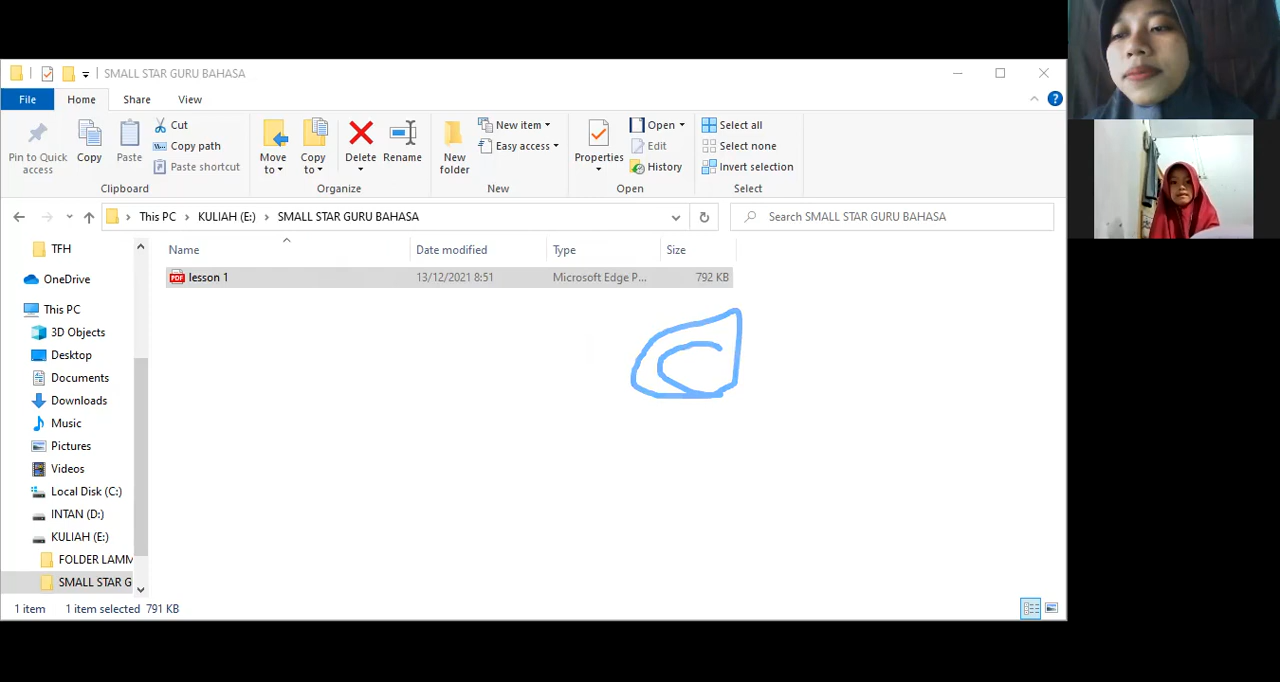 SMALL STAR GURU BAHASA
File Home Share View
Pin to Quick access
Copy
Paste
Cut
Copy path
Paste shortcut
Clipboard
Move to
Copy to
Delete
Rename
Organize
New folder
New item
Easy access
New
Properties
Open
Edit
History
Open
Select all
Select none
Invert selection
Select
This PC > KULIAH (E:) > SMALL STAR GURU BAHASA
Search SMALL STAR GURU BAHASA
Name Date modified Type Size
lesson 1 13/12/2021 8:51 Microsoft Edge P... 792 KB
PDF
TFH
OneDrive
This PC
3D Objects
Desktop
Documents
Downloads
Music
Pictures
Videos
Local Disk (C:)
INTAN (D:)
KULIAH (E:)
FOLDER LAMM
SMALL STAR G
1 item 1 item selected 791 KB